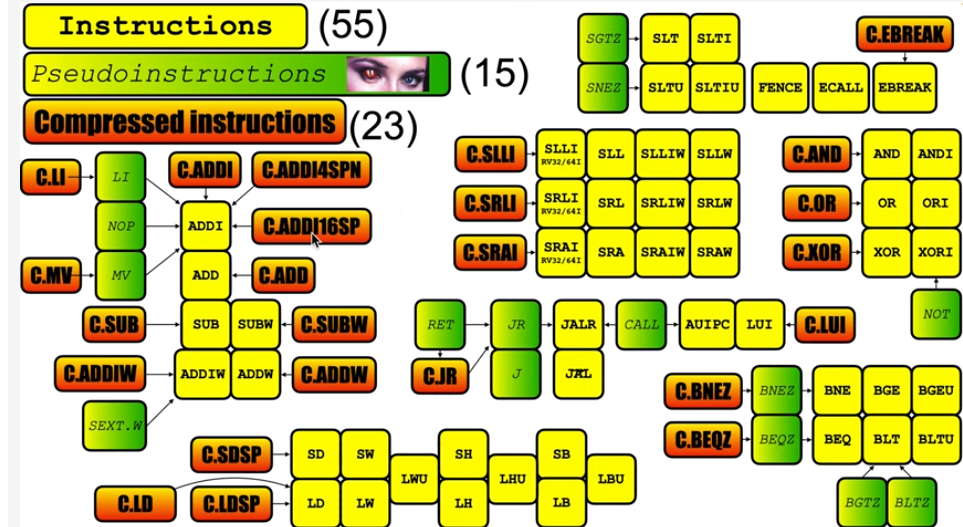 Instructions (55)
Pseudoinstructions (15)
Compressed instructions (23)
SGTZ SLT SLTI
C.EBREAK
SNEZ SLTU SLTIU FENCE ECALL EBREAK
C.LI LI C.ADDI C.ADDI4SPN
NOP ADDI C.ADDI16SP
C.MV MV ADD C.ADD
C.SUB SUB SUBW C.SUBW
C.ADDIW ADDIW ADDW C.ADDW
SEXT.W
C.SLLI SLLI SLL SLLIW SLLW
RV32/64I
C.SRLI SRLI SRL SRLIW SRLW
RV32/64I
C.SRAI SRAI SRA SRAIW SRAW
RV32/64I
C.AND AND ANDI
C.OR OR ORI
C.XOR XOR XORI
NOT
RET JR JALR CALL AUIPC LUI C.LUI
C.JR J JAL
C.BNEZ BNEZ BNE BGE BGEU
C.BEQZ BEQZ BEQ BLT BLTU
BGTZ BLTZ
C.SDSP SD SW SH SB
LWU LHU LBU
C.LD C.LDSP LD LW LH LB